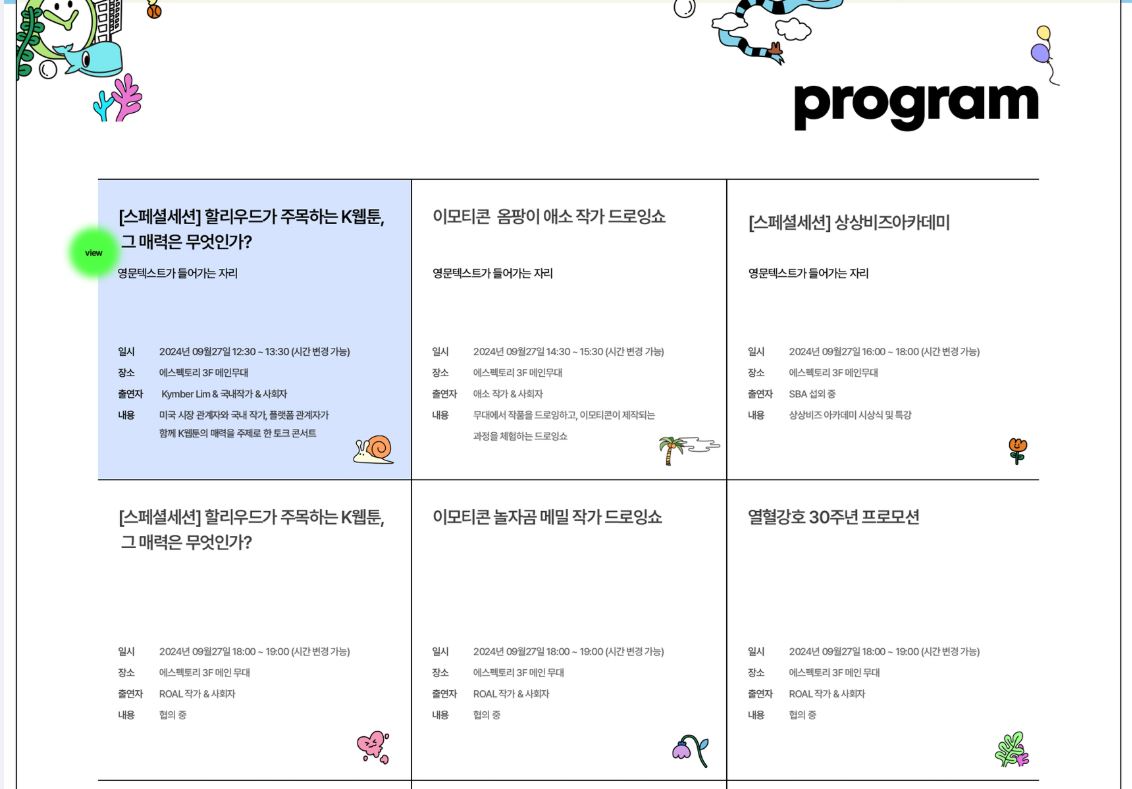 program
[스페셜세션] 할리우드가 주목하는 K웹툰,
그 매력은 무엇인가?
view
영문텍스트가 들어가는 자리
일시 2024년 09월27일 12:30 ~ 13:30 (시간 변경 가능)
장소 에스펙토리 3F 메인무대
출연자 Kymber Lim & 국내작가 & 사회자
내용 미국 시장 관계자와 국내 작가, 플랫폼 관계자가
함께 K웹툰의 매력을 주제로 한 토크 콘서트
이모티콘 옴팡이 애소 작가 드로잉쇼
영문텍스트가 들어가는 자리
일시 2024년 09월27일 14:30 ~ 15:30 (시간 변경 가능)
장소 에스펙토리 3F 메인무대
출연자 애소 작가 & 사회자
내용 무대에서 작품을 드로잉하고, 이모티콘이 제작되는
과정을 체험하는 드로잉쇼
[스페셜세션] 상상비즈아카데미
영문텍스트가 들어가는 자리
일시 2024년 09월27일 16:00 ~ 18:00 (시간 변경 가능)
장소 에스펙토리 3F 메인무대
출연자 SBA 섭외 중
내용 상상비즈 아카데미 시상식 및 특강
[스페셜세션] 할리우드가 주목하는 K웹툰,
그 매력은 무엇인가?
일시 2024년 09월27일 18:00 ~ 19:00 (시간 변경 가능)
장소 에스펙토리 3F 메인 무대
출연자 ROAL 작가 & 사회자
내용 협의 중
이모티콘 놀자곰 메밀 작가 드로잉쇼
일시 2024년 09월27일 18:00 ~ 19:00 (시간 변경 가능)
장소 에스펙토리 3F 메인 무대
출연자 ROAL 작가 & 사회자
내용 협의 중
열혈강호 30주년 프로모션
일시 2024년 09월27일 18:00 ~ 19:00 (시간 변경 가능)
장소 에스펙토리 3F 메인 무대
출연자 ROAL 작가 & 사회자
내용 협의 중